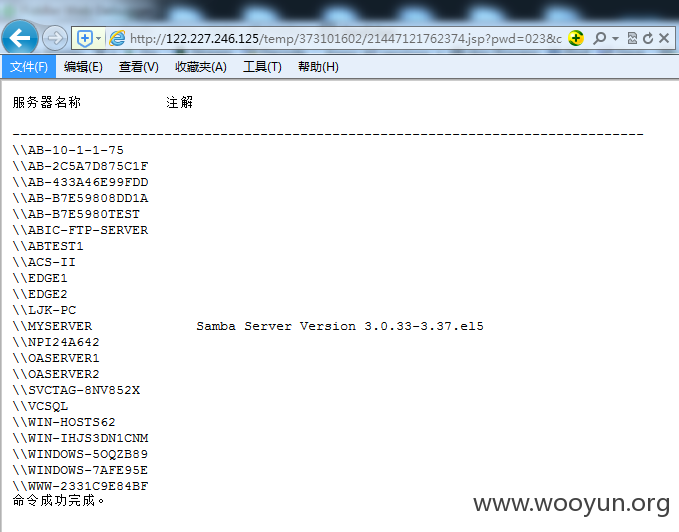 http://122.227.246.125/temp/373101602/21447121762374.jsp?pwd=023&c
文件(F) 编辑(E) 查看(V) 收藏夹(A) 工具(T) 帮助(H)
服务器名称 注解
-------------------------------------------------------------------------------
\\AB-10-1-1-75
\\AB-2C5A7D875C1F
\\AB-433A46E99FDD
\\AB-B7E59808DD1A
\\AB-B7E5980TEST
\\ABIC-FTP-SERVER
\\ABTEST1
\\ACS-II
\\EDGE1
\\EDGE2
\\LJK-PC
\\MYSERVER Samba Server Version 3.0.33-3.37.el5
\\NPI24A642
\\OASERVER1
\\OASERVER2
\\SVCTAG-8NV852X
\\VCSQL
\\WIN-HOSTS62
\\WIN-IHJS3DN1CNM
\\WINDOWS-5OQZB89
\\WINDOWS-7AFE95E
\\WWW-2331C9E84BF
命令成功完成。
www.wooyun.org